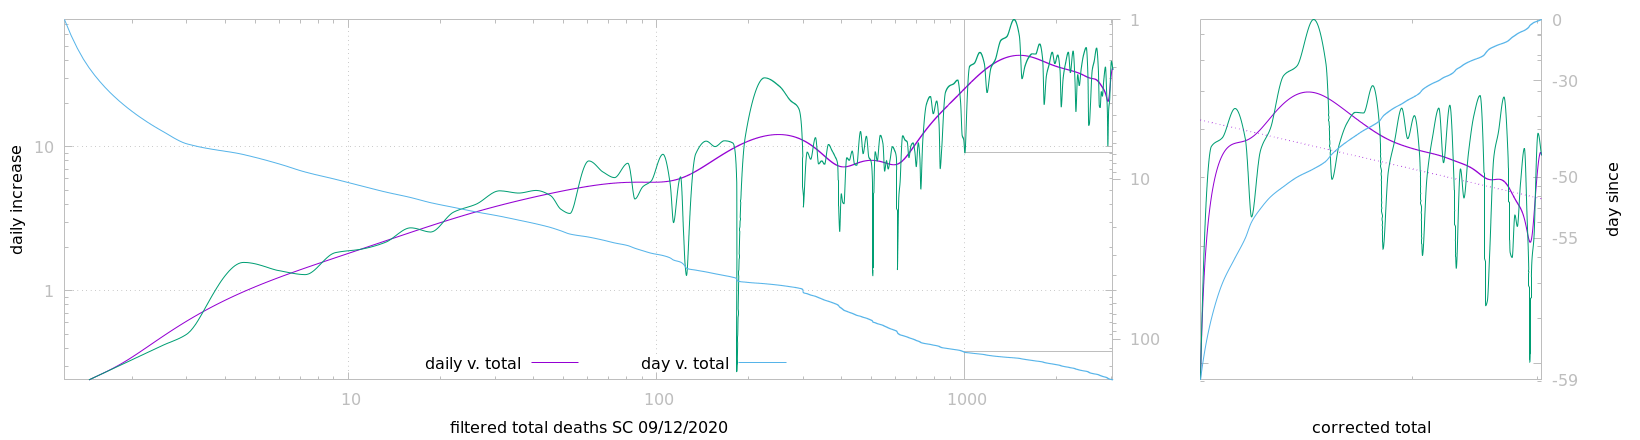 daily increase
10
1
daily v. total
day v. total
10
100
1000
filtered total deaths SC 09/12/2020
1
10
100
0
-30
-50
-55
-59
day since
corrected total